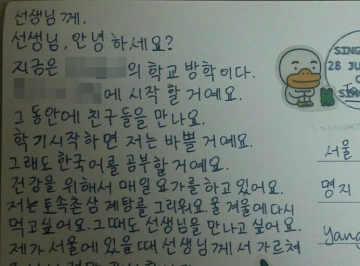 선생님께,
선생님, 안녕하세요?
지금은 의 학교 방학이다.
에 시작 할 거예요.
그 동안에 친구들을 만나요.
학기시작하면 저는 바쁠 거예요.
그래도 한국어를 공부할 거예요.
건강을 위해서 매일 요가를 하고 있어요.
저는 토속촌 삼계탕를 그리워요. 올 겨울에 다시
먹고 싶어요. 그때도 선생님을 만나고 싶어요.
제가 서울에 있을 때 선생님께서 가르쳐
SING
28 JU
SIN
서울
명지
Yang